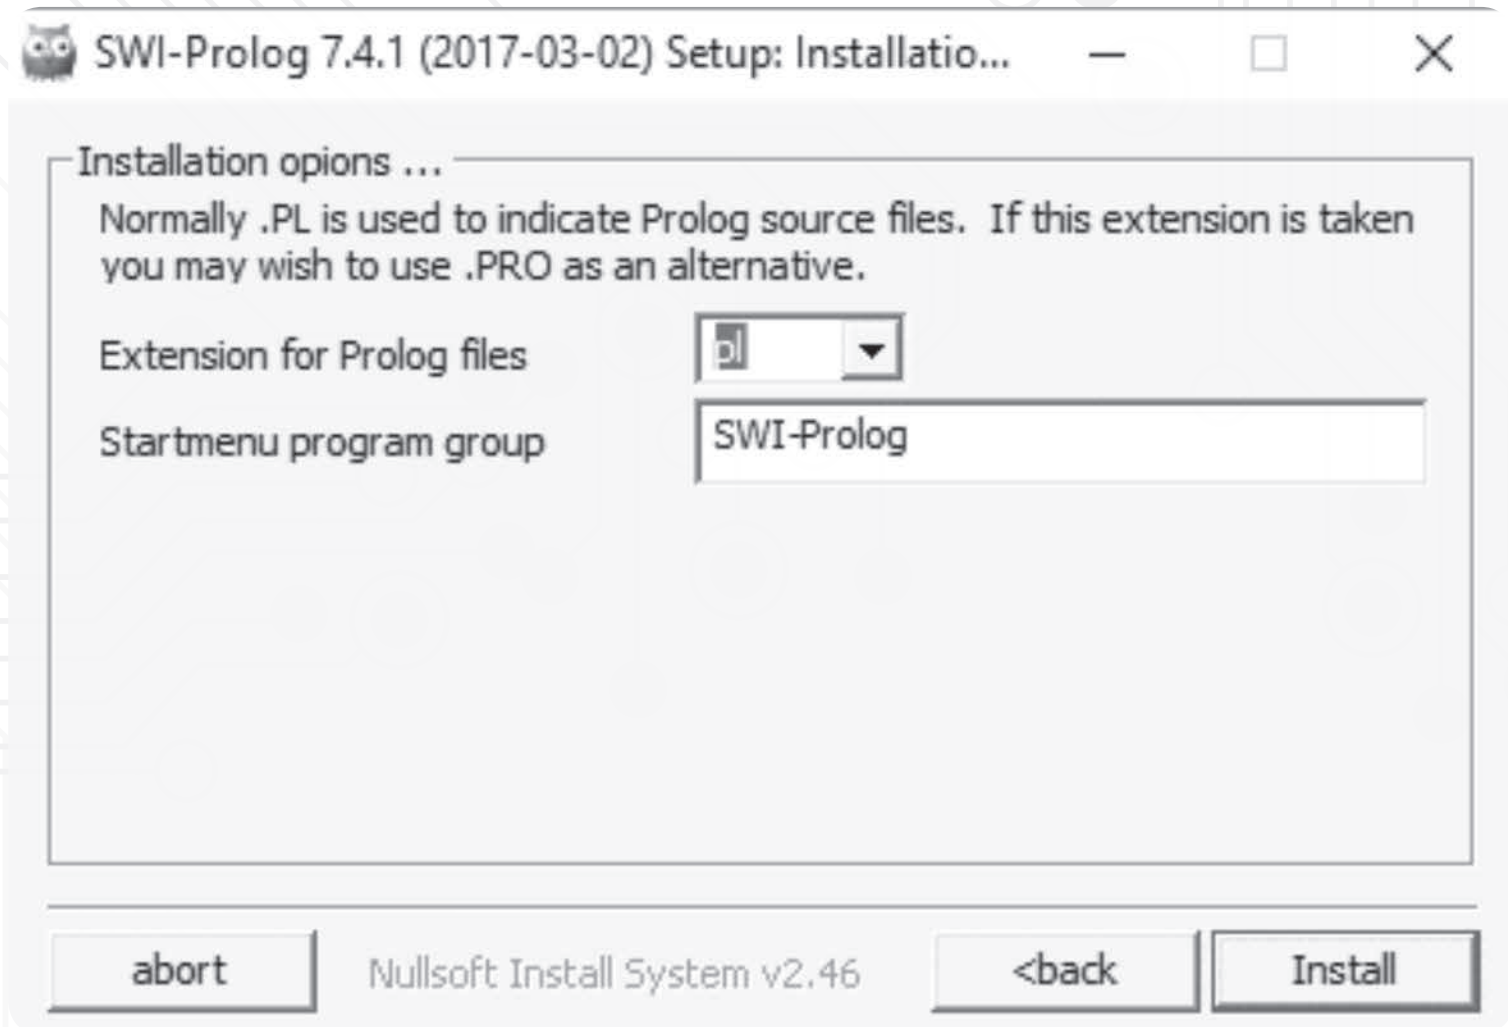 SWI-Prolog 7.4.1 (2017-03-02) Setup: Installatio...
Installation opions ...
Normally .PL is used to indicate Prolog source files. If this extension is taken
you may wish to use .PRO as an alternative.
Extension for Prolog files
pl
Startmenu program group
SWI-Prolog
abort
Nullsoft Install System v2.46
<back
Install